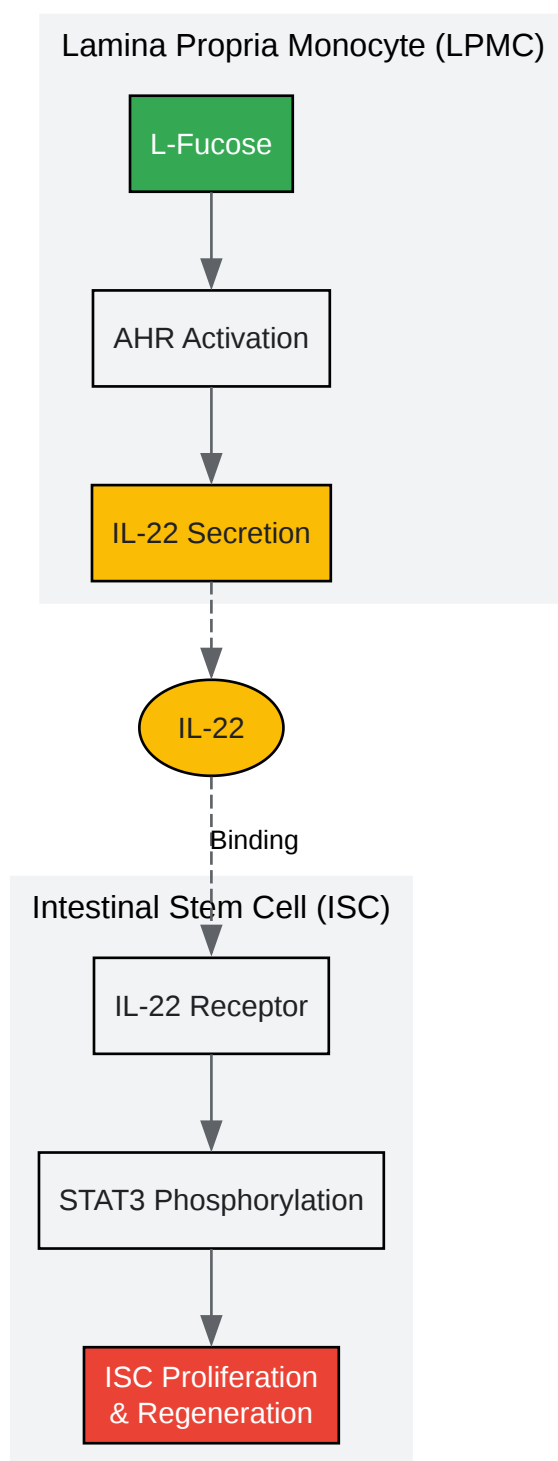 Lamina Propria Monocyte (LPMC)
L-Fucose
AHR Activation
IL-22 Secretion
IL-22
Binding
Intestinal Stem Cell (ISC)
IL-22 Receptor
STAT3 Phosphorylation
ISC Proliferation
& Regeneration